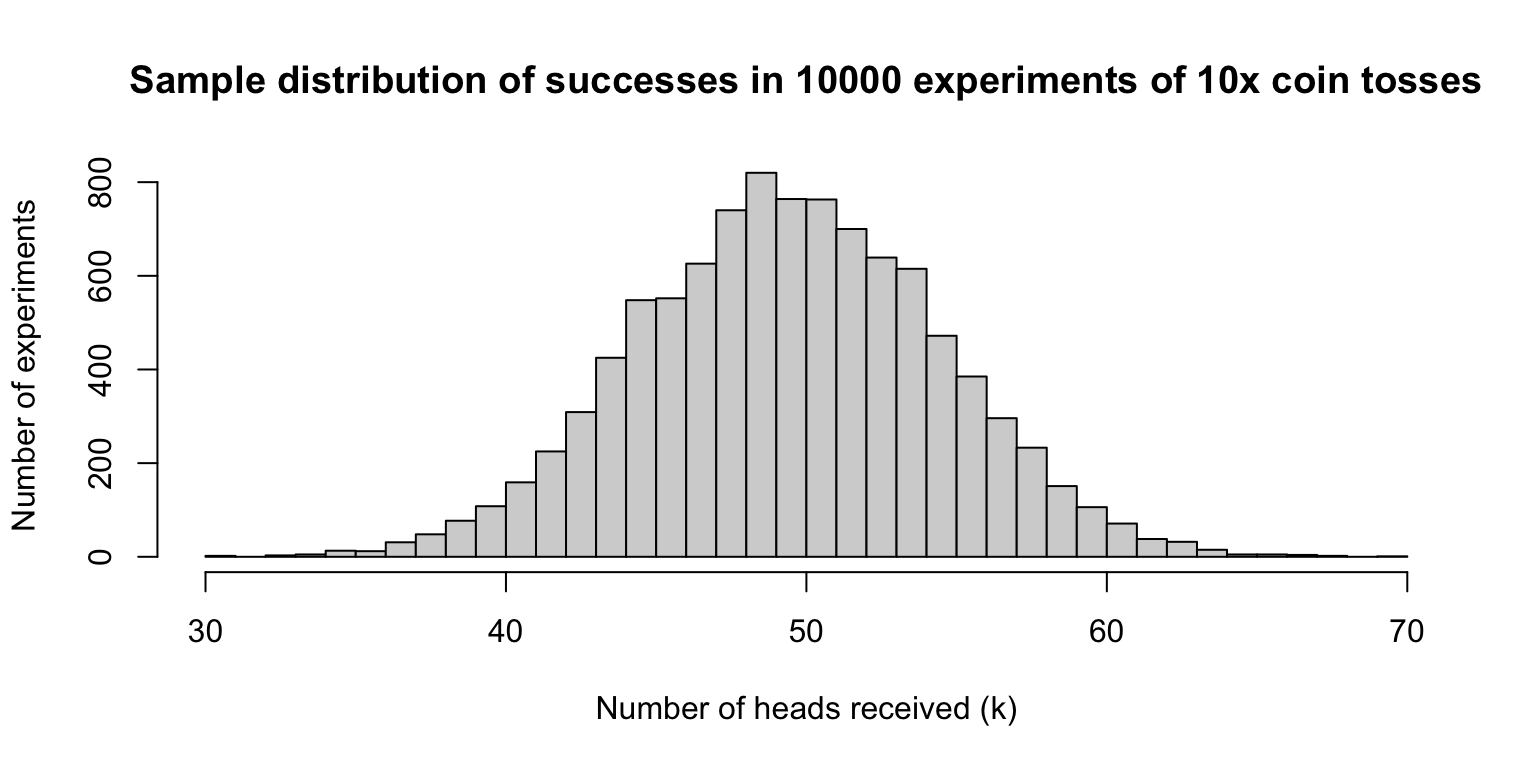 Sample distribution of successes in 10000 experiments of 10x coin tosses
Number of experiments
800
600
400
200
0
30 40 50 60 70
Number of heads received (k)